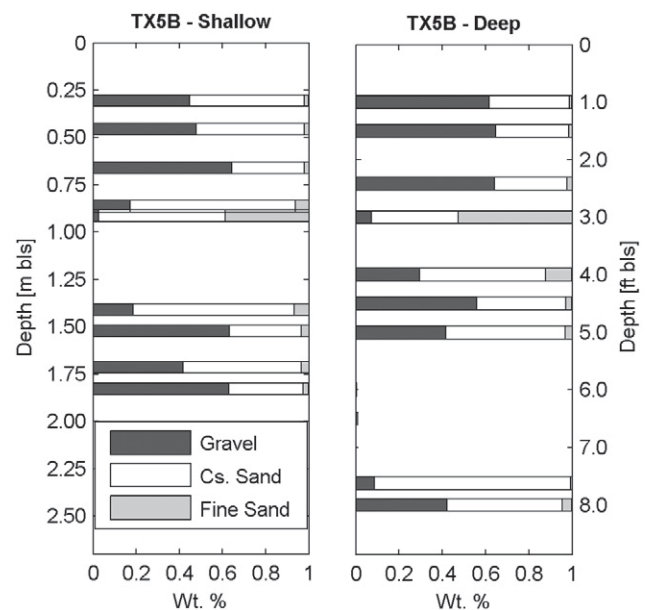 TX5B - Shallow
TX5B - Deep
0
0.25
0.50
0.75
1.00
1.25
1.50
1.75
2.00
2.25
2.50
Depth [m bls]
Gravel
Cs. Sand
Fine Sand
0 0.2 0.4 0.6 0.8 1
Wt. %
0
1.0
2.0
3.0
4.0
5.0
6.0
7.0
8.0
Depth [ft bls]
0 0.2 0.4 0.6 0.8 1
Wt. %